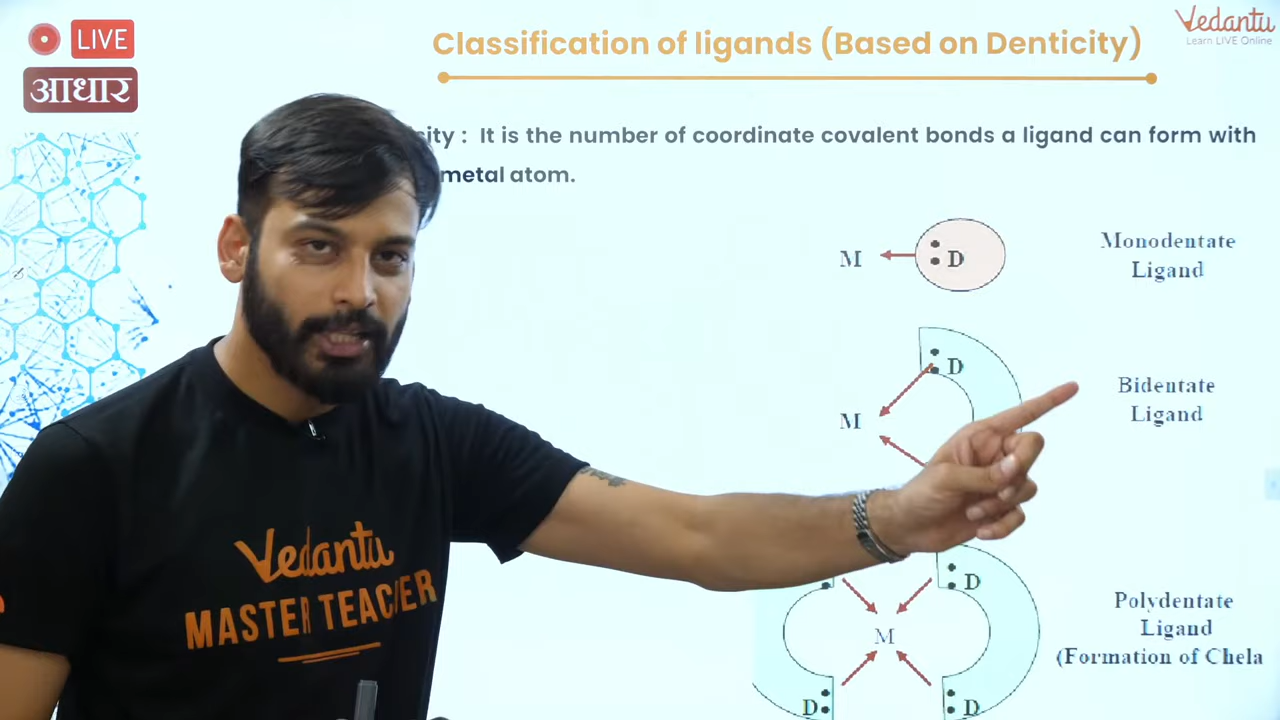 LIVE
आधार
Vedantu
Learn LIVE Online
Classification of ligands (Based on Denticity)
sity : It is the number of coordinate covalent bonds a ligand can form with
metal atom.
M
D
Monodentate
Ligand
D
M
Bidentate
Ligand
D
M
D
D
Polydentate
Ligand
(Formation of Chela
Vedantu
MASTER TEACHER